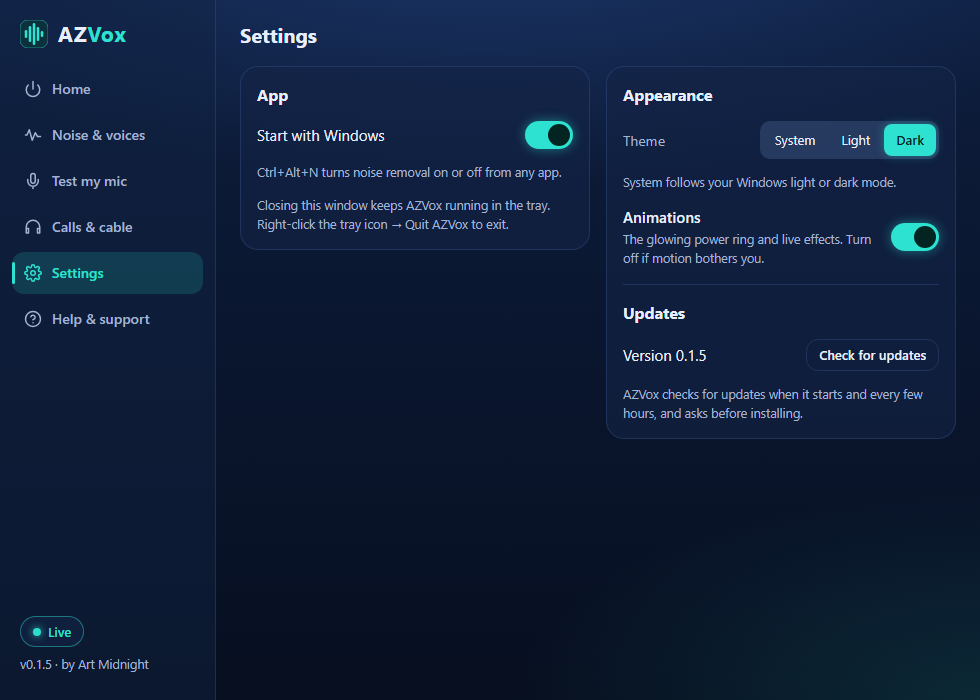 AZVox
Home
Noise & voices
Test my mic
Calls & cable
Settings
Help & support
Live
v0.1.5 · by Art Midnight
Settings
App
Start with Windows
Ctrl+Alt+N turns noise removal on or off from any app.
Closing this window keeps AZVox running in the tray.
Right-click the tray icon → Quit AZVox to exit.
Appearance
Theme
System
Light
Dark
System follows your Windows light or dark mode.
Animations
The glowing power ring and live effects. Turn
off if motion bothers you.
Updates
Version 0.1.5
Check for updates
AZVox checks for updates when it starts and every few
hours, and asks before installing.